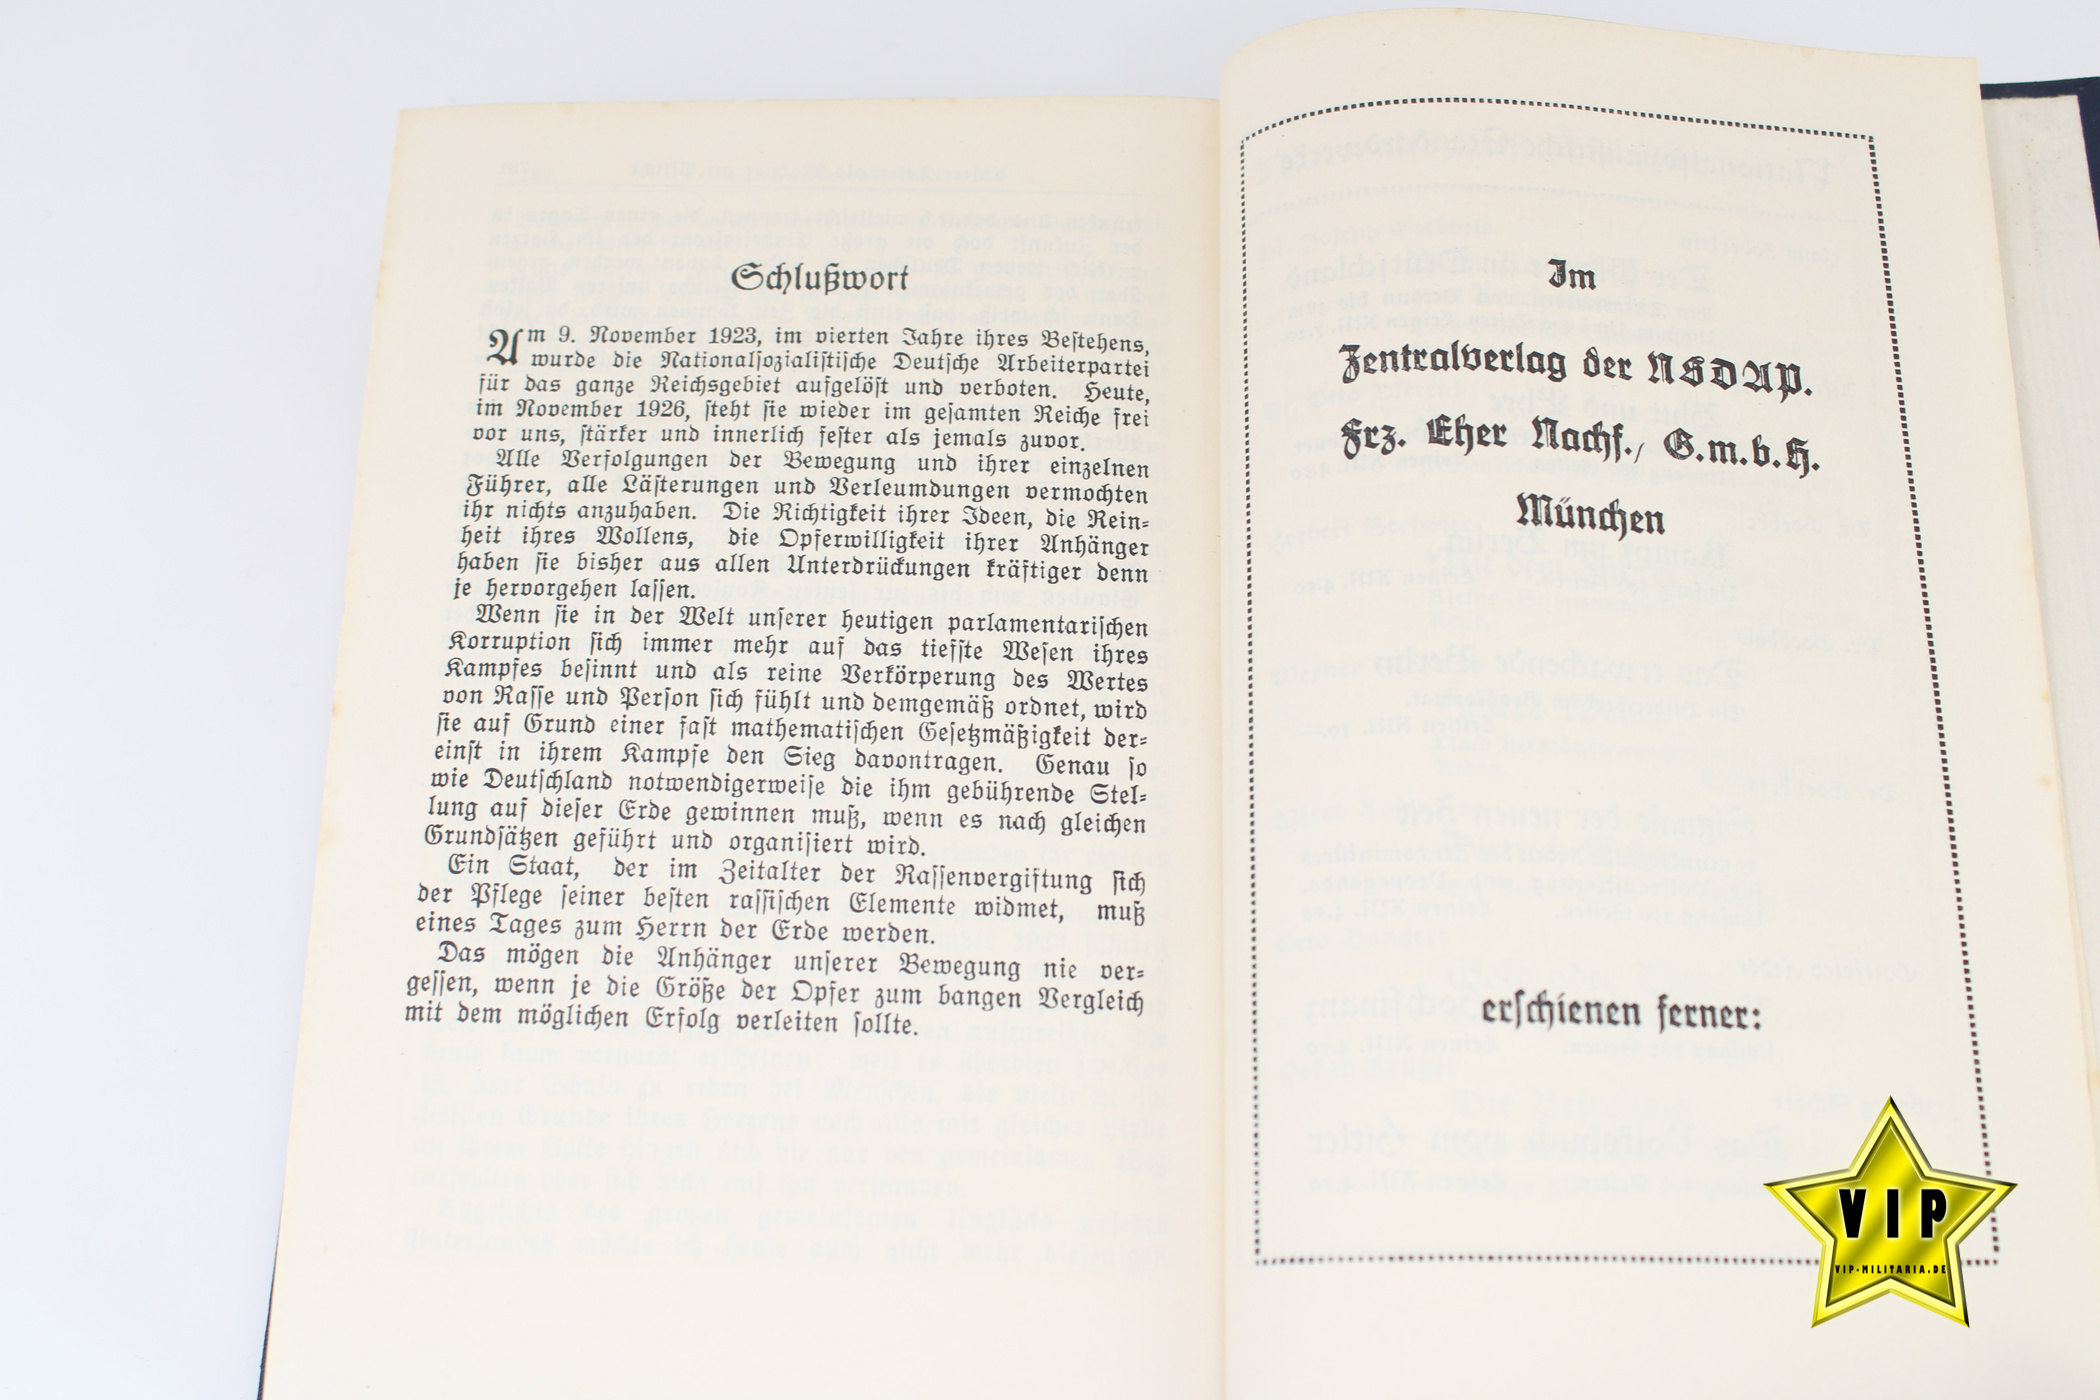 Schlußwort
Am 9. November 1923, im vierten Jahre ihres Bestehens,
wurde die Nationalsozialistische Deutsche Arbeiterpartei
für das ganze Reichsgebiet aufgelöst und verboten. Heute,
im November 1926, steht sie wieder im gesamten Reiche frei
vor uns, stärker und innerlich fester als jemals zuvor.
Alle Verfolgungen der Bewegung und ihrer einzelnen
Führer, alle Lästerungen und Verleumdungen vermochten
ihr nichts anzuhaben. Die Richtigkeit ihrer Ideen, die Rein-
heit ihres Wollens, die Opferwilligkeit ihrer Anhänger
haben sie bisher aus allen Unterdrückungen kräftiger denn
je hervorgehen lassen.
Wenn sie in der Welt unserer heutigen parlamentarischen
Korruption sich immer mehr auf das tiefste Wesen ihres
Kampfes besinnt und als reine Verkörperung des Wertes
von Rasse und Person sich fühlt und demgemäß ordnet, wird
sie auf Grund einer fast mathematischen Gesetzmäßigkeit der-
einst in ihrem Kampfe den Sieg davontragen. Genau so
wie Deutschland notwendigerweise die ihm gebührende Stel-
lung auf dieser Erde gewinnen muß, wenn es nach gleichen
Grundsätzen geführt und organisiert wird.
Ein Staat, der im Zeitalter der Rassenvergiftung sich
der Pflege seiner besten rassischen Elemente widmet, muß
eines Tages zum Herrn der Erde werden.
Das mögen die Anhänger unserer Bewegung nie ver-
gessen, wenn je die Größe der Opfer zum bangen Vergleich
mit dem möglichen Erfolg verleiten sollte.
Im
Zentralverlag der NSDAP.
Frz. Eher Nachf., G.m.b.H.
München
erschienen ferner:
VIP
VIP-MILITARIA.DE